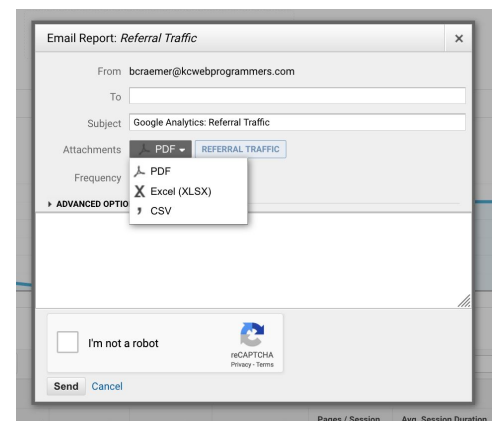 Email Report: Referral Traffic
From bcraemer@kcwebprogrammers.com
To
Subject Google Analytics: Referral Traffic
Attachments PDF REFERRAL TRAFFIC
Frequency
PDF
Excel (XLSX)
CSV
ADVANCED OPTIO
I'm not a robot
reCAPTCHA
Privacy - Terms
Send Cancel
Pages / Session Avg. Session Duration